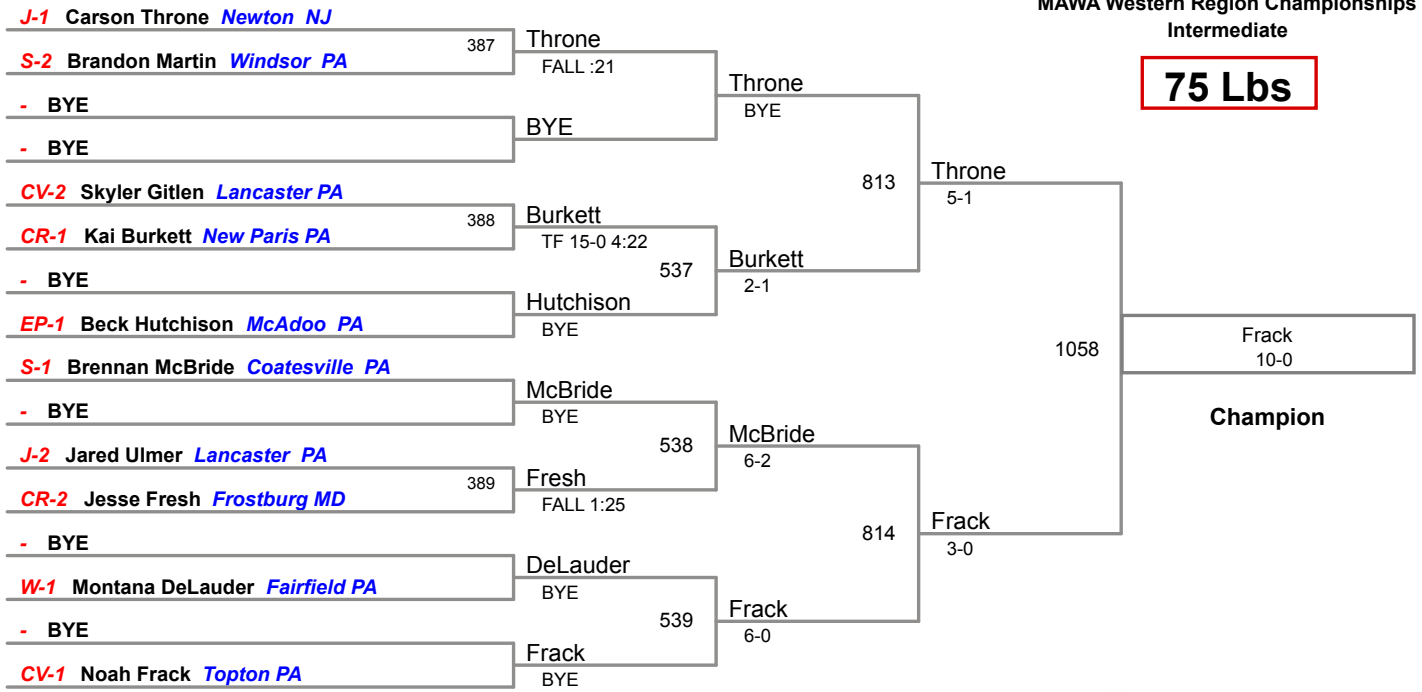 MAWA Western Region Championships
Intermediate
75 Lbs
J-1 Carson Throne Newton NJ
S-2 Brandon Martin Windsor PA
- BYE
- BYE
CV-2 Skyler Gitlen Lancaster PA
CR-1 Kai Burkett New Paris PA
- BYE
EP-1 Beck Hutchison McAdoo PA
S-1 Brennan McBride Coatesville PA
- BYE
J-2 Jared Ulmer Lancaster PA
CR-2 Jesse Fresh Frostburg MD
- BYE
W-1 Montana DeLauder Fairfield PA
- BYE
CV-1 Noah Frack Topton PA
387
Throne
FALL :21
BYE
388
Burkett
TF 15-0 4:22
Hutchison
BYE
McBride
BYE
389
Fresh
FALL 1:25
DeLauder
BYE
Frack
BYE
Throne
BYE
537
Burkett
2-1
538
McBride
6-2
539
Frack
6-0
813
Throne
5-1
814
Frack
3-0
1058
Frack
10-0
Champion